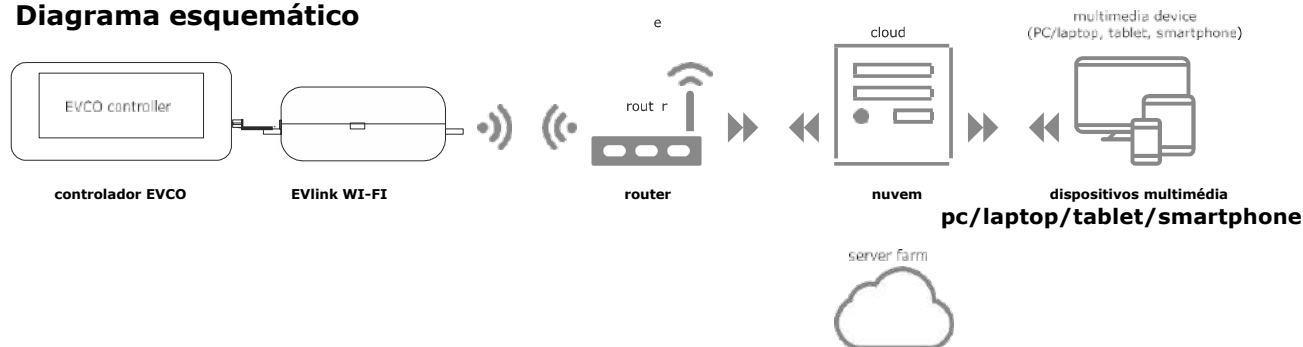 Diagrama esquemático
e
cloud
multimedia device
(PC/laptop, tablet, smartphone)
EVCO controller
rout r
controlador EVCO
EVlink WI-FI
router
nuvem
dispositivos multimédia
pc/laptop/tablet/smartphone
server farm